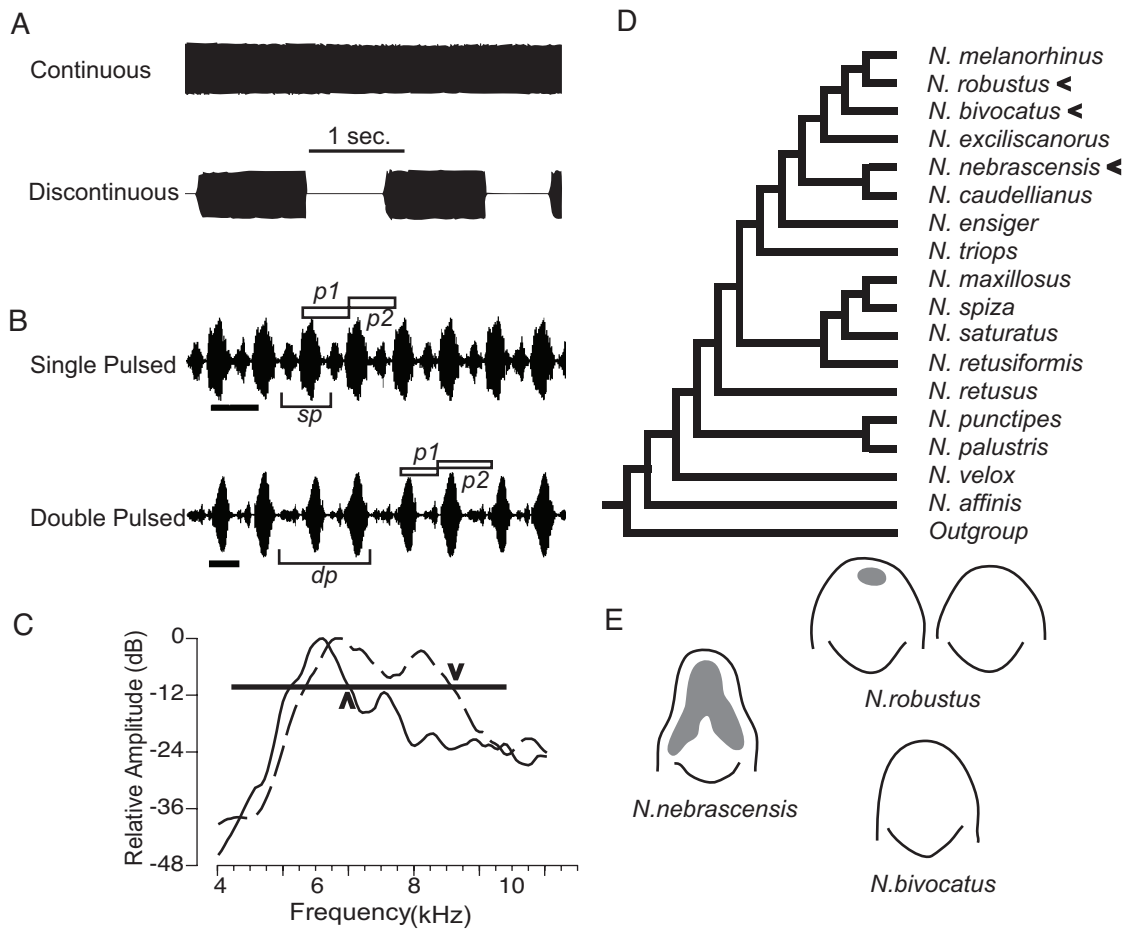 A
Continuous
1 sec.
Discontinuous
B
p1
p2
Single Pulsed
sp
p1
p2
Double Pulsed
dp
C
Relative Amplitude (dB)
0
-12
-24
-36
-48
4
6
8
10
Frequency(kHz)
D
N. melanorhinus
N. robustus <
N. bivocatus <
N. exciliscanorus
N. nebrascensis <
N. caudellianus
N. ensiger
N. triops
N. maxillosus
N. spiza
N. saturatus
N. retusiformis
N. retusus
N. punctipes
N. palustris
N. velox
N. affinis
Outgroup
E
N.robustus
N.nebrascensis
N.bivocatus